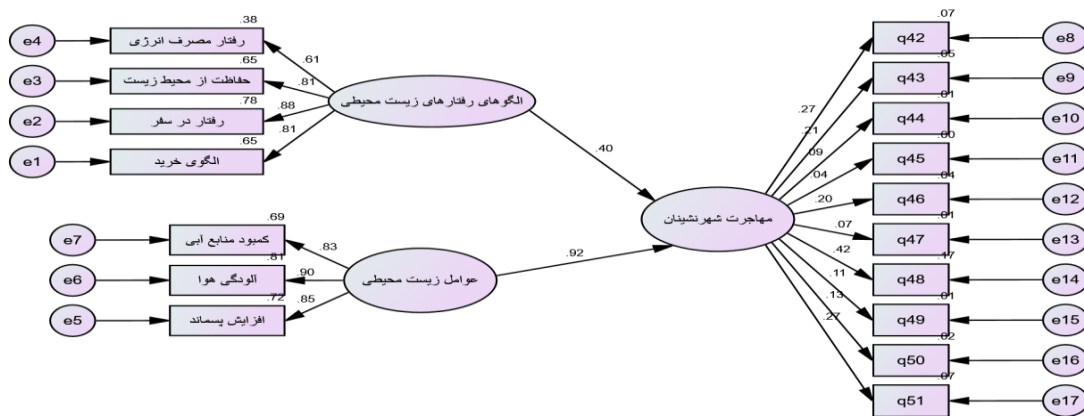 e4
.38
رفتار مصرف انرژی
.61
e3
.65
حفاظت از محیط زیست
.81
e2
.78
رفتار در سفر
.88
e1
.65
الگوی خرید
.81
الگوهای رفتارهای زیست محیطی
.40
e7
.69
کمبود منابع آبی
.83
e6
.81
آلودگی هوا
.90
e5
.72
افزایش پسماند
.85
عوامل زیست محیطی
.92
مهاجرت شهرنشینان
.27
q42
.07
e8
.21
q43
.05
e9
.09
q44
.01
e10
.04
q45
.00
e11
.20
q46
.04
e12
.07
q47
.01
e13
.42
q48
.17
e14
.11
q49
.01
e15
.13
q50
.02
e16
.27
q51
.07
e17